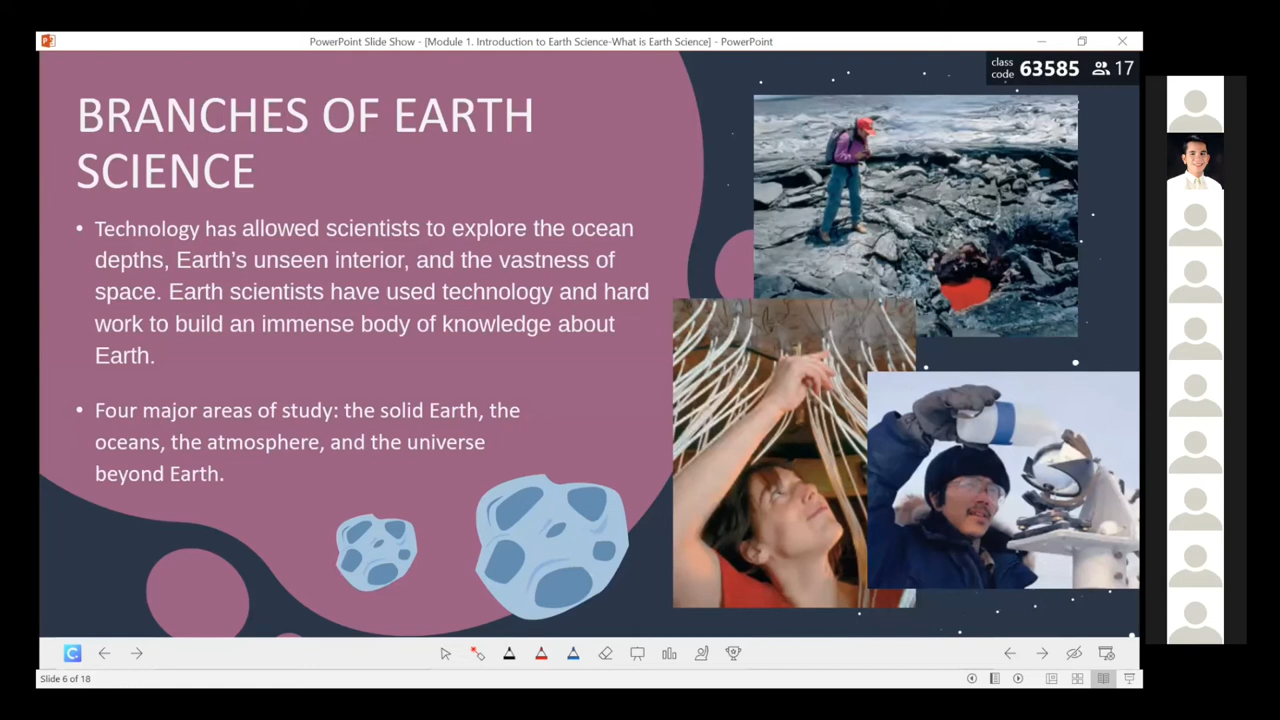 PowerPoint Slide Show - [Module 1. Introduction to Earth Science-What is Earth Science] - PowerPoint
class
code
63585
17
BRANCHES OF EARTH
SCIENCE
• Technology has allowed scientists to explore the ocean
depths, Earth's unseen interior, and the vastness of
space. Earth scientists have used technology and hard
work to build an immense body of knowledge about
Earth.
• Four major areas of study: the solid Earth, the
oceans, the atmosphere, and the universe
beyond Earth.
Slide 6 of 18